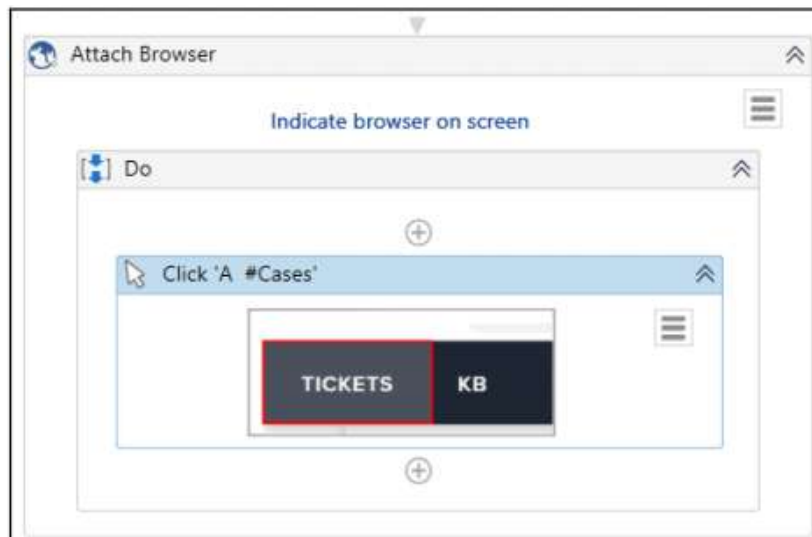 Attach Browser
Indicate browser on screen
Do
Click 'A  #Cases'
TICKETS KB